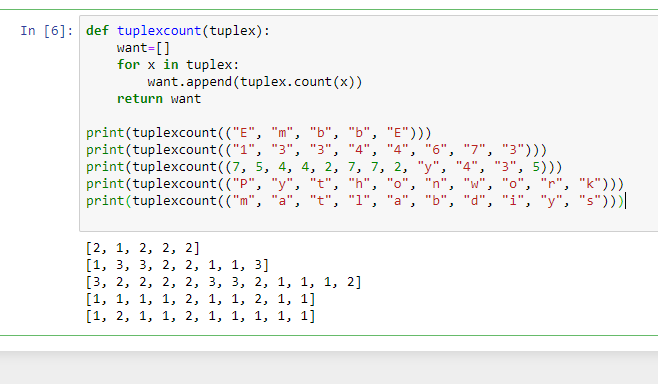 In [6]: def tuplexcount(tuplex):
    want=[]
    for x in tuplex:
        want.append(tuplex.count(x))
    return want
print(tuplexcount(("E", "m", "b", "b", "E")))
print(tuplexcount(("1", "3", "3", "4", "4", "6", "7", "3")))
print(tuplexcount((7, 5, 4, 4, 2, 7, 7, 2, "y", "4", "3", 5)))
print(tuplexcount(("P", "y", "t", "h", "o", "n", "w", "o", "r", "k")))
print(tuplexcount(("m", "a", "t", "l", "a", "b", "d", "i", "y", "s")))
[2, 1, 2, 2, 2]
[1, 3, 3, 2, 2, 1, 1, 3]
[3, 2, 2, 2, 2, 3, 3, 2, 1, 1, 1, 2]
[1, 1, 1, 1, 2, 1, 1, 2, 1, 1]
[1, 2, 1, 1, 2, 1, 1, 1, 1, 1]